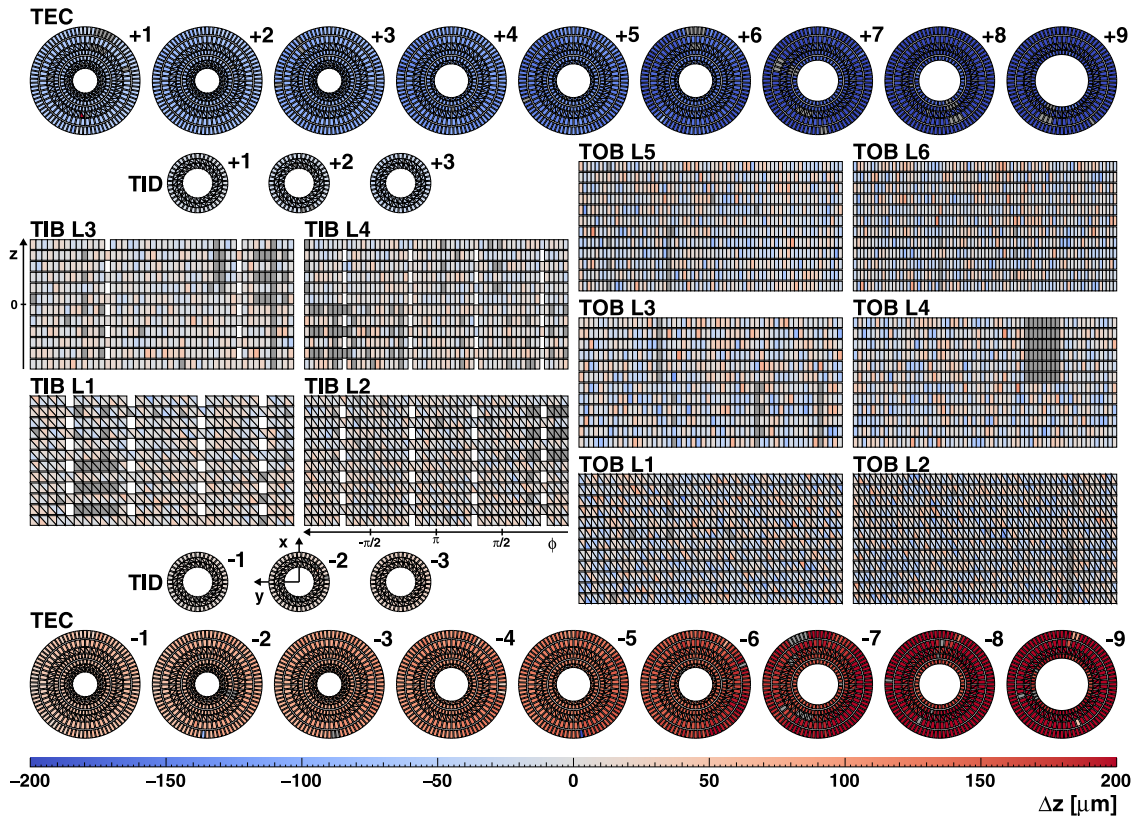 TEC
+1 +2 +3 +4 +5 +6 +7 +8 +9
TID
+1 +2 +3
TOB L5 TOB L6
TIB L3 TIB L4
z
0
TOB L3 TOB L4
TIB L1 TIB L2
TOB L1 TOB L2
-π/2 π π/2 ϕ
TID
-1 -2 -3
x
y
TEC
-1 -2 -3 -4 -5 -6 -7 -8 -9
−200 −150 −100 −50 0 50 100 150 200
Δz [μm]